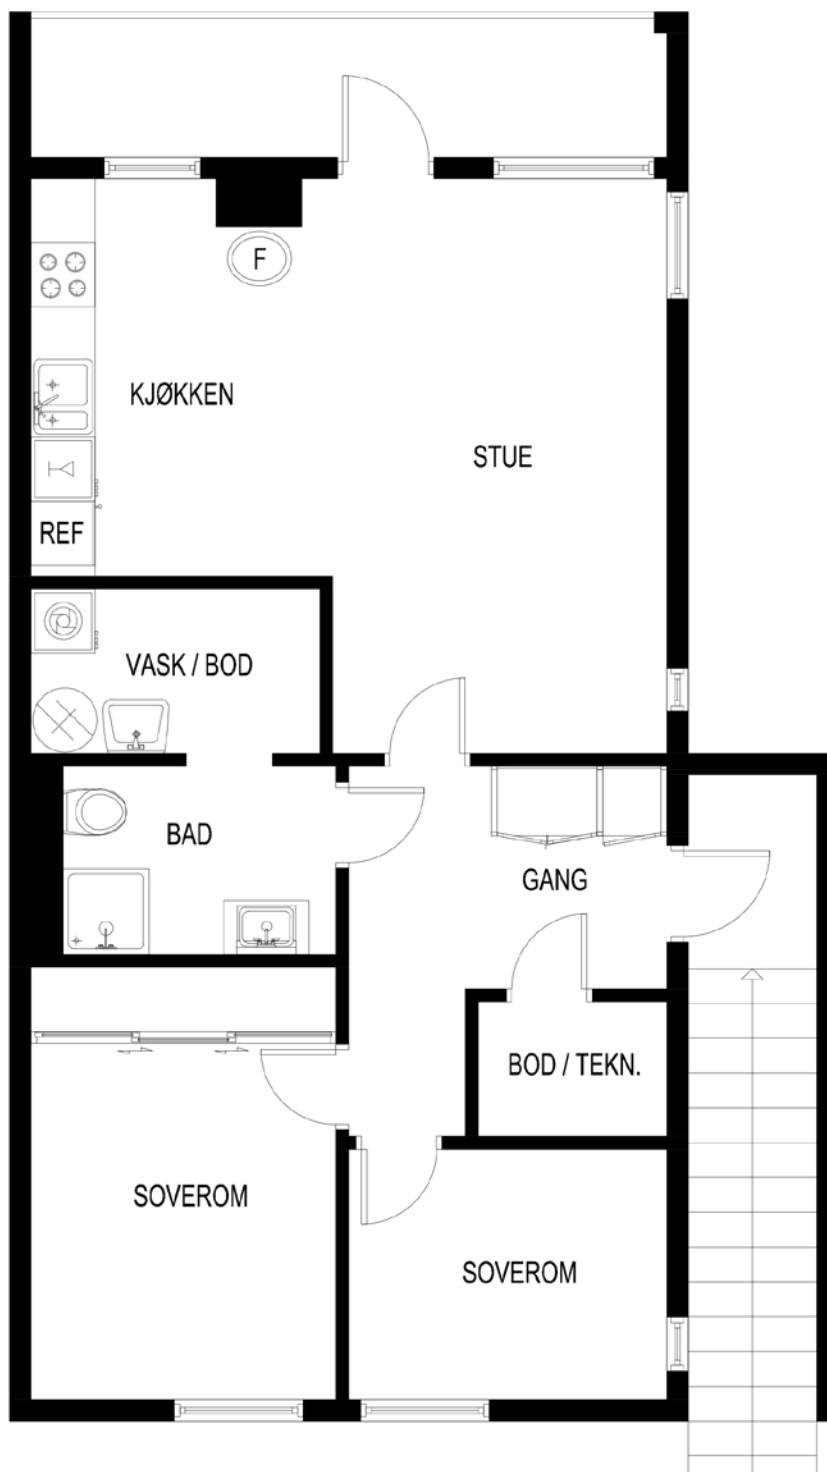 F
KJØKKEN
STUE
REF
VASK / BOD
BAD
GANG
BOD / TEKN.
SOVEROM
SOVEROM